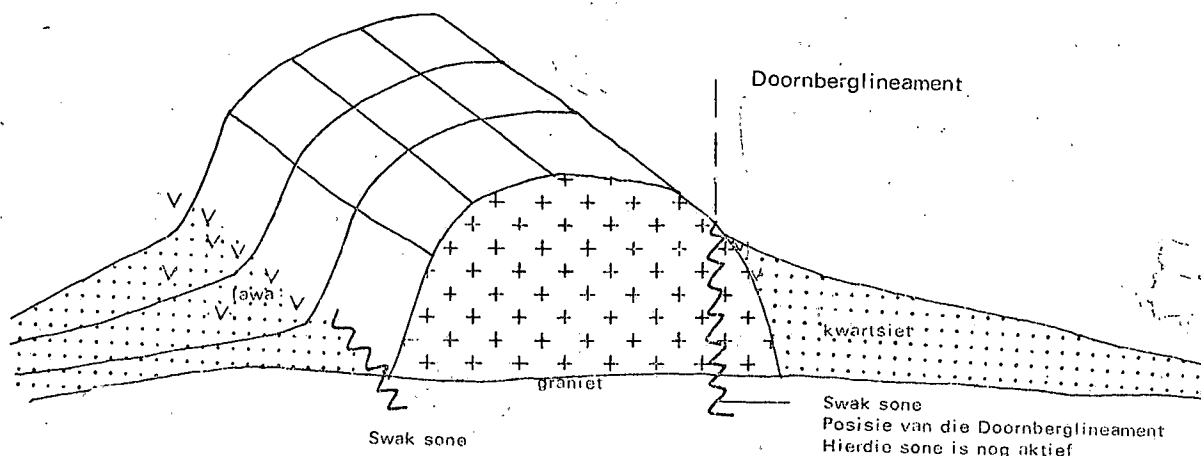 Doornberglineament
lawa
kwartsiet
graniet
Swak sone
Swak sone
Posisie van die Doornberglineament
Hierdie sone is nog aktief